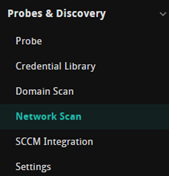 Probes & Discovery
Probe
Credential Library
Domain Scan
Network Scan
SCCM Integration
Settings